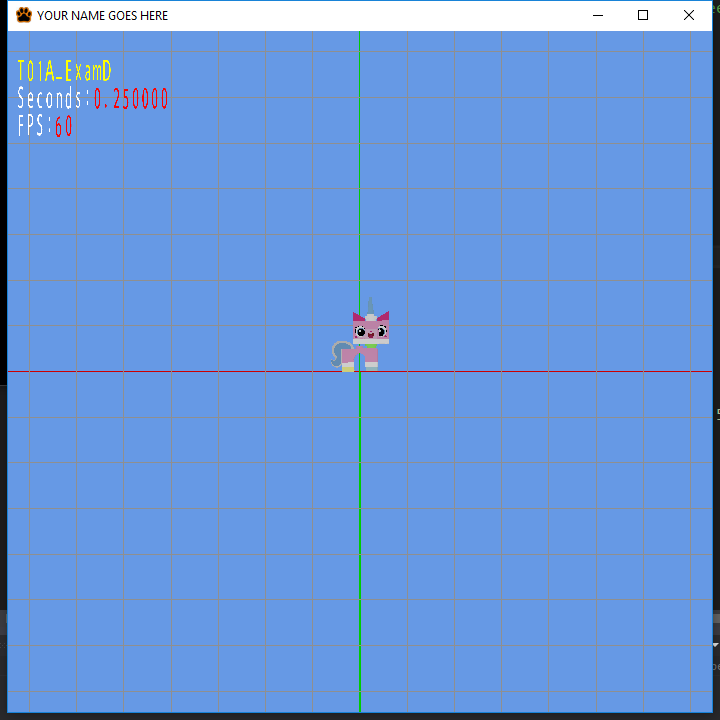 YOUR NAME GOES HERE
T01A_ExamD
Seconds:0.250000
FPS:60